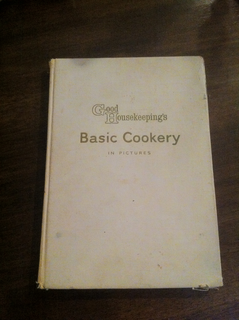 Good
Housekeeping's
Basic Cookery
IN PICTURES